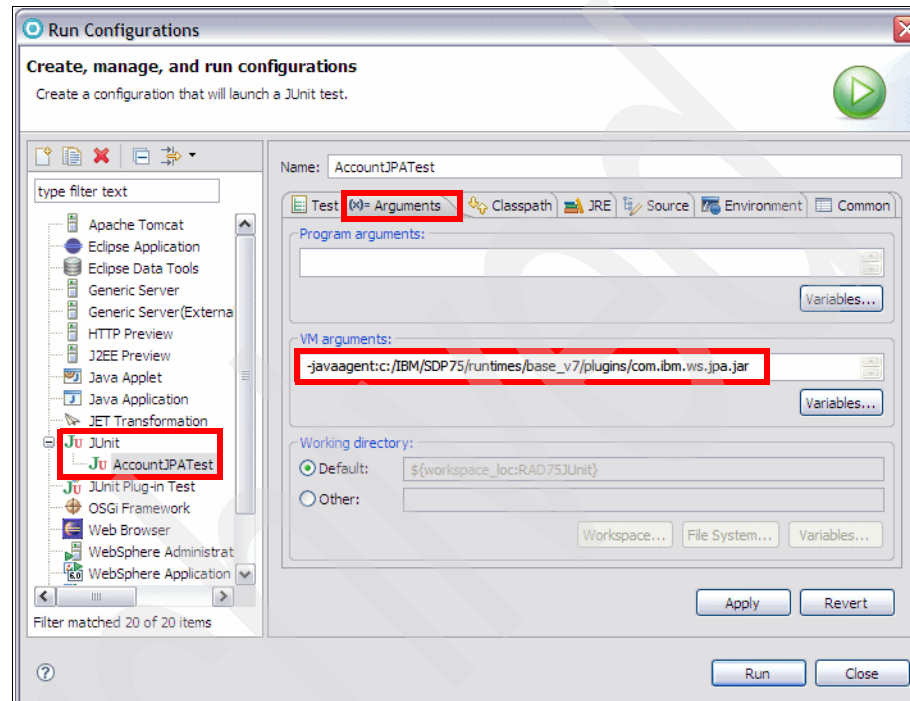 Run Configurations
Create, manage, and run configurations
Create a configuration that will launch a JUnit test.
type filter text
Apache Tomcat
Eclipse Application
Eclipse Data Tools
Generic Server
Generic Server(Externa
HTTP Preview
J2EE Preview
Java Applet
Java Application
JET Transformation
JUnit
AccountJPATest
JUnit Plug-in Test
OSGi Framework
Web Browser
WebSphere Administrat
WebSphere Application
Filter matched 20 of 20 items
Name: AccountJPATest
Test (x)= Arguments Classpath JRE Source Environment Common
Program arguments:
Variables...
VM arguments:
-javaagent:c:/IBM/SDP75/runtimes/base_v7/plugins/com.ibm.ws.jpa.jar
Variables...
Working directory:
Default: ${workspace_loc:RAD75JUnit}
Other:
Workspace... File System... Variables...
Apply Revert
Run Close